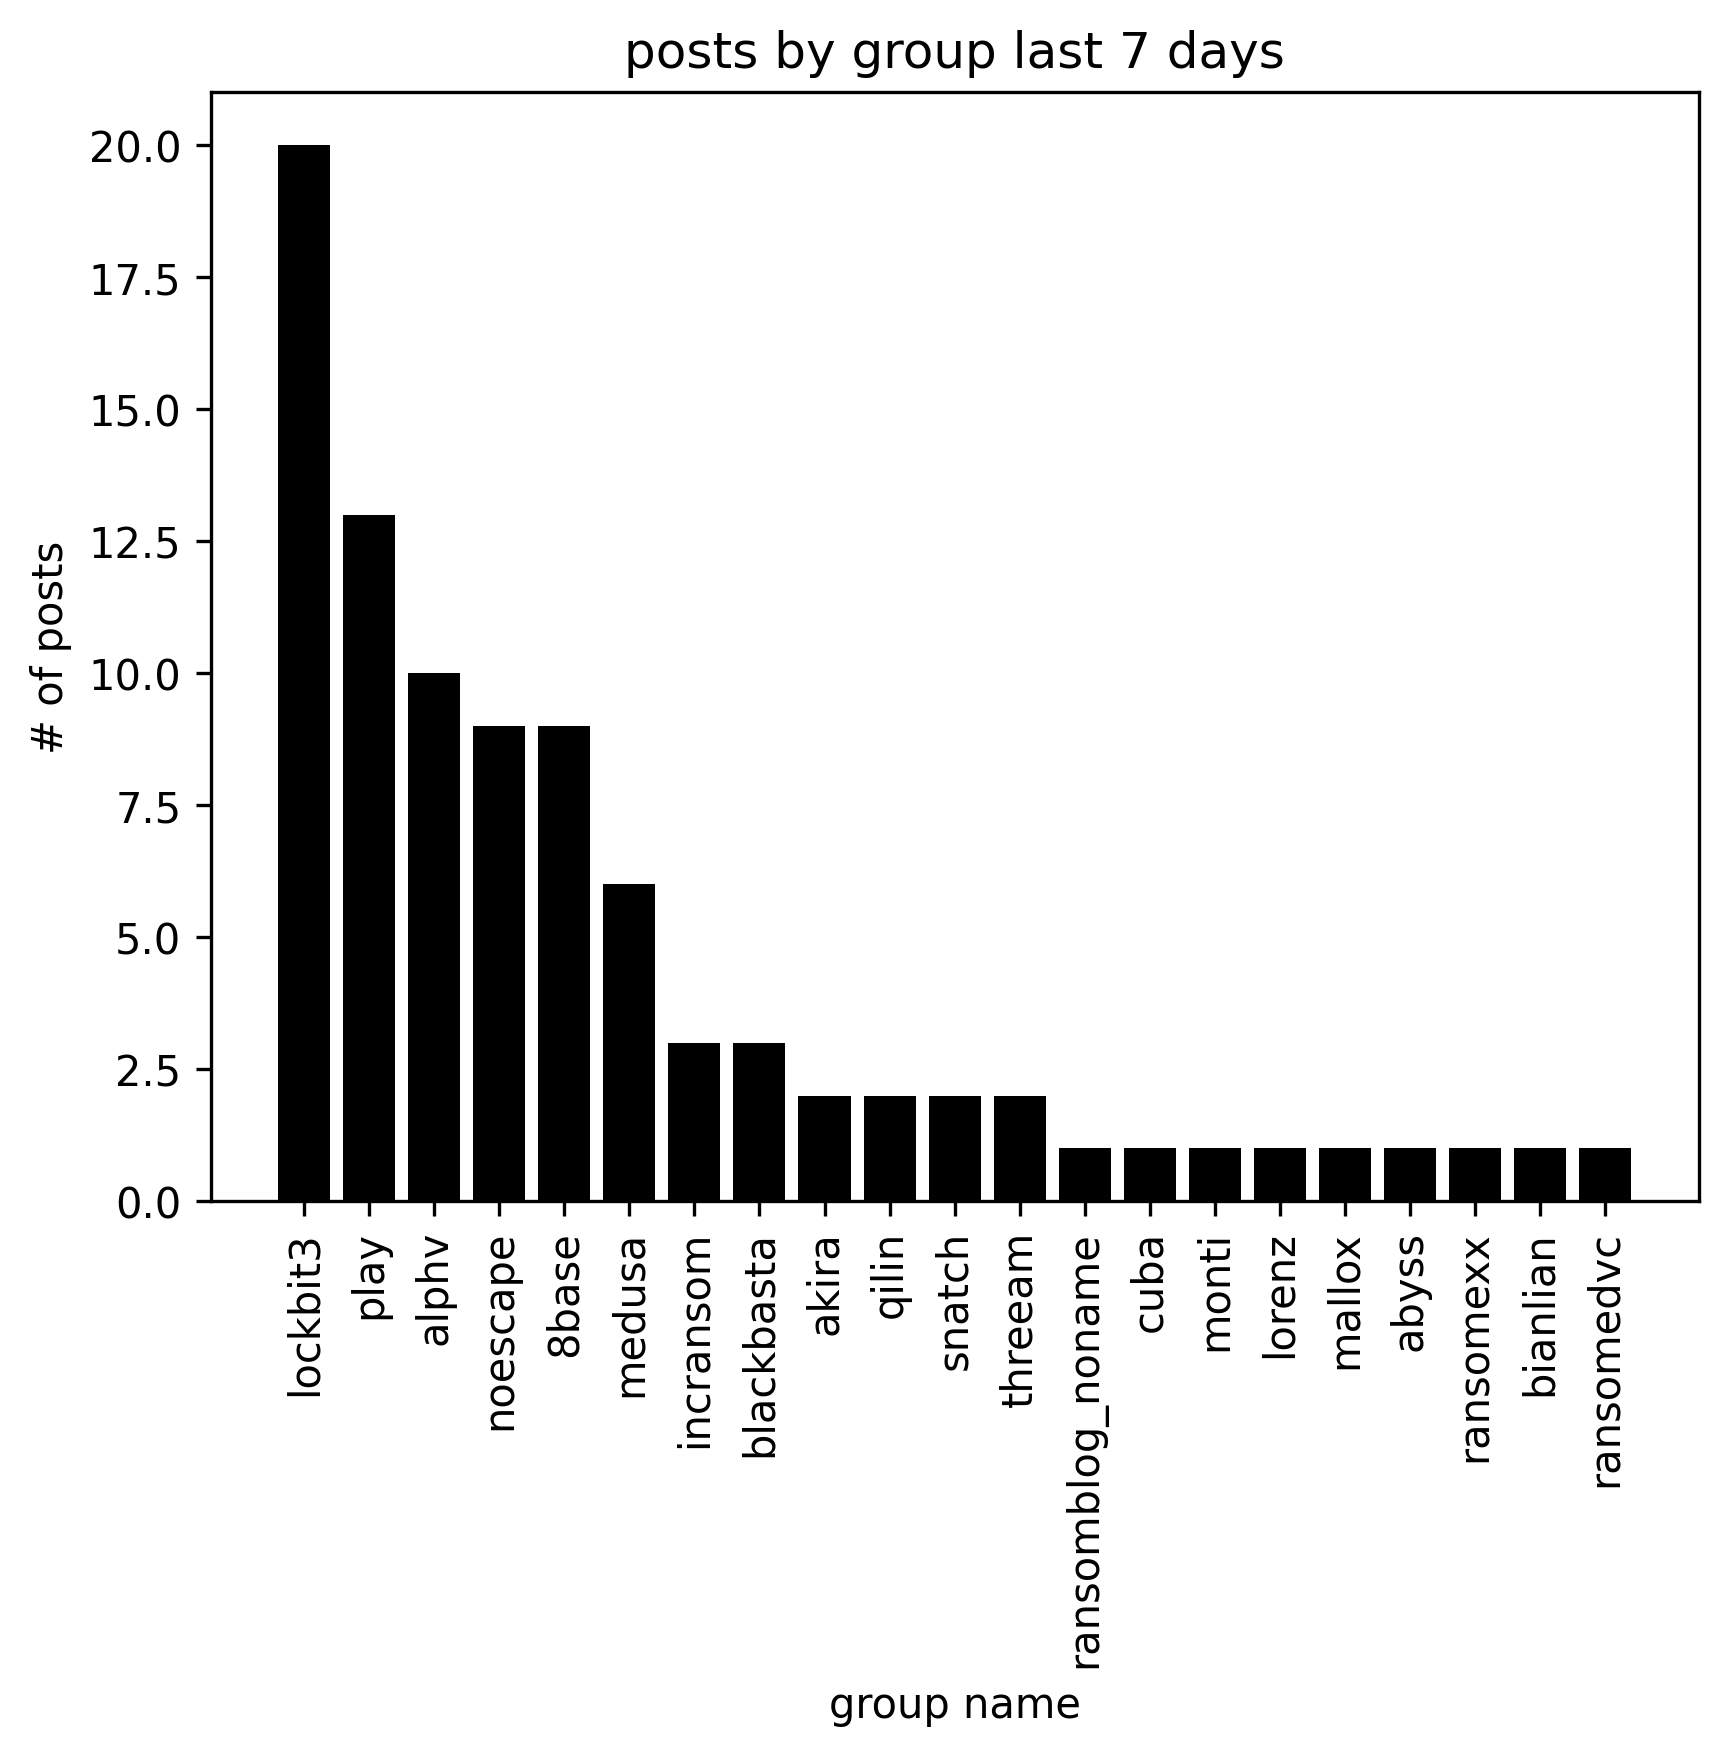 posts by group last 7 days
20.0
17.5
15.0
12.5
10.0
7.5
5.0
2.5
0.0
# of posts
lockbit3
play
alphv
noescape
8base
medusa
incransom
blackbasta
akira
qilin
snatch
threeam
ransomblog_noname
cuba
monti
lorenz
mallox
abyss
ransomexx
bianlian
ransomedvc
group name